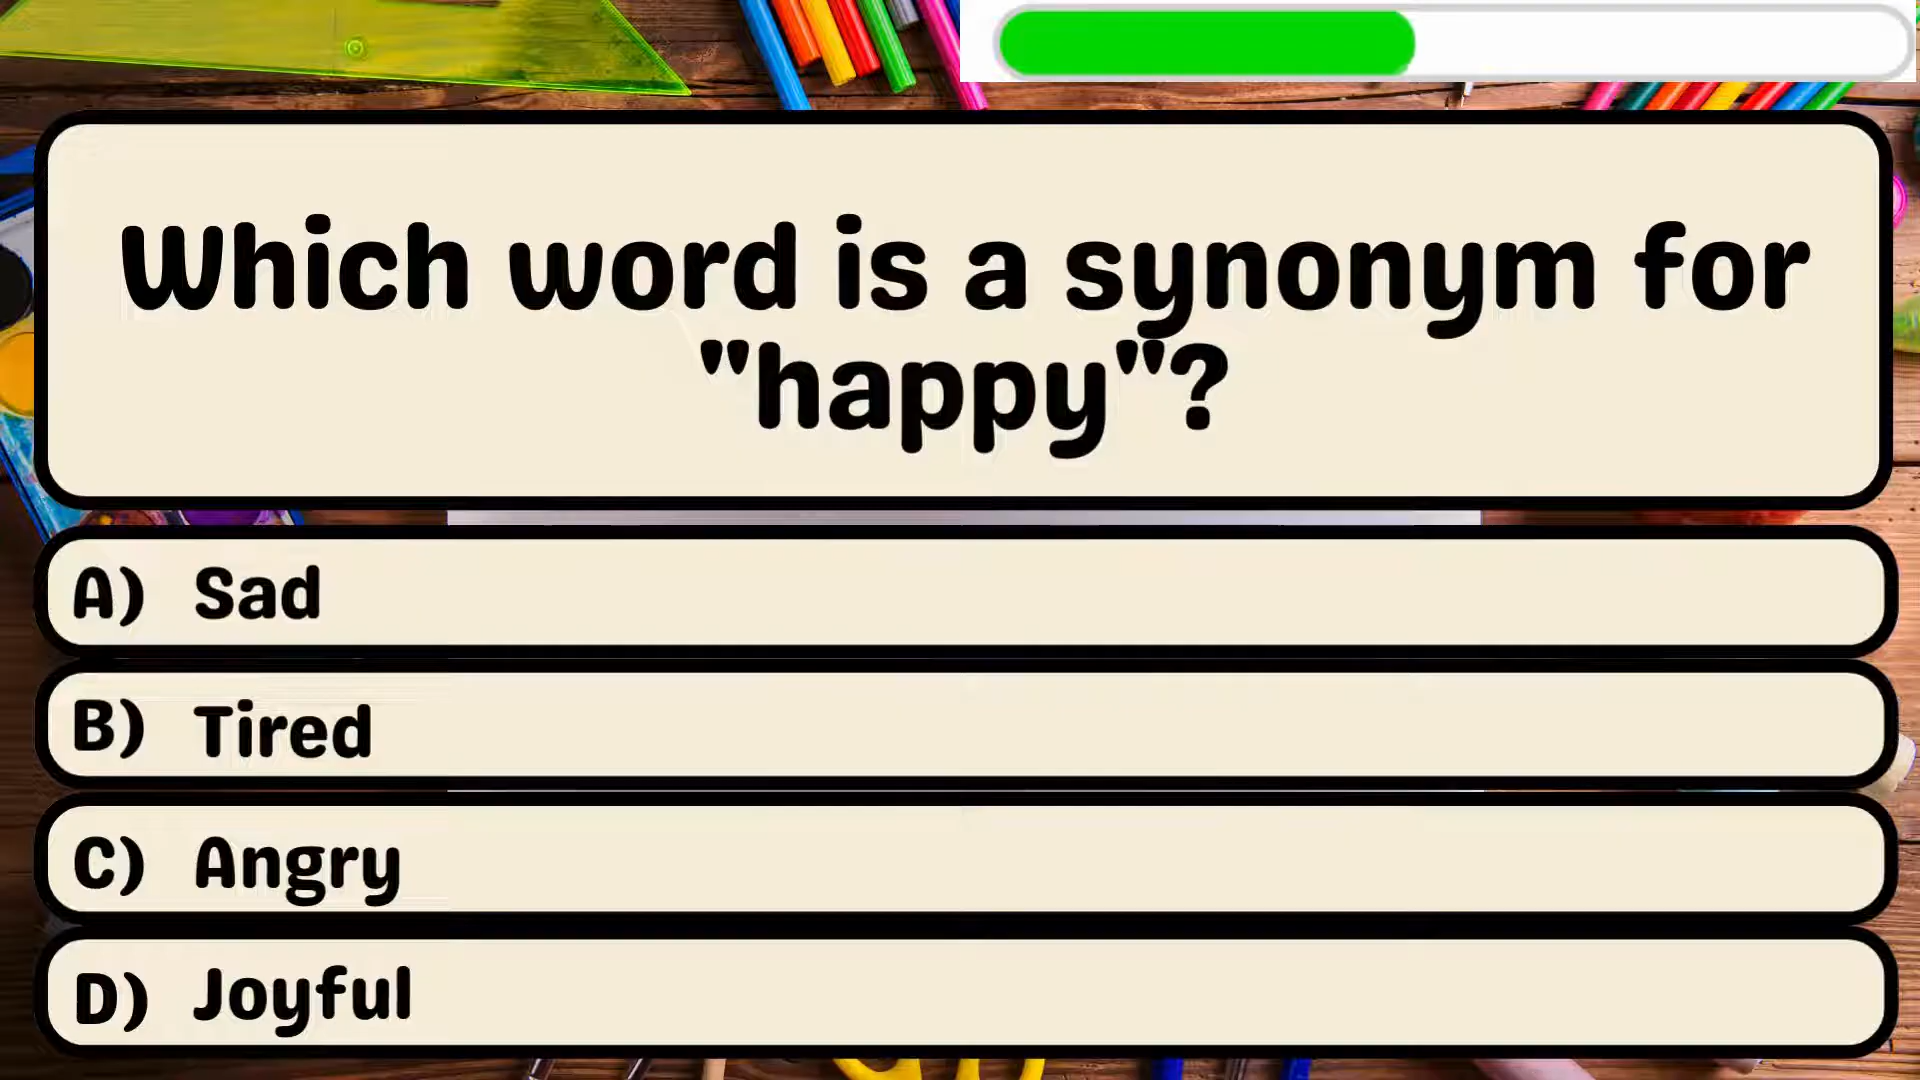 Which word is a synonym for
"happy"?
A) Sad
B) Tired
C) Angry
D) Joyful